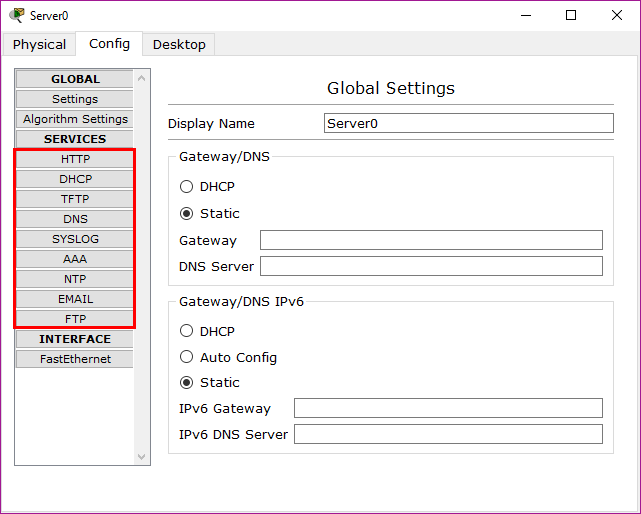 Server0
Physical Config Desktop
GLOBAL
Settings
Algorithm Settings
SERVICES
HTTP
DHCP
TFTP
DNS
SYSLOG
AAA
NTP
EMAIL
FTP
INTERFACE
FastEthernet
Global Settings
Display Name Server0
Gateway/DNS
DHCP
Static
Gateway
DNS Server
Gateway/DNS IPv6
DHCP
Auto Config
Static
IPv6 Gateway
IPv6 DNS Server